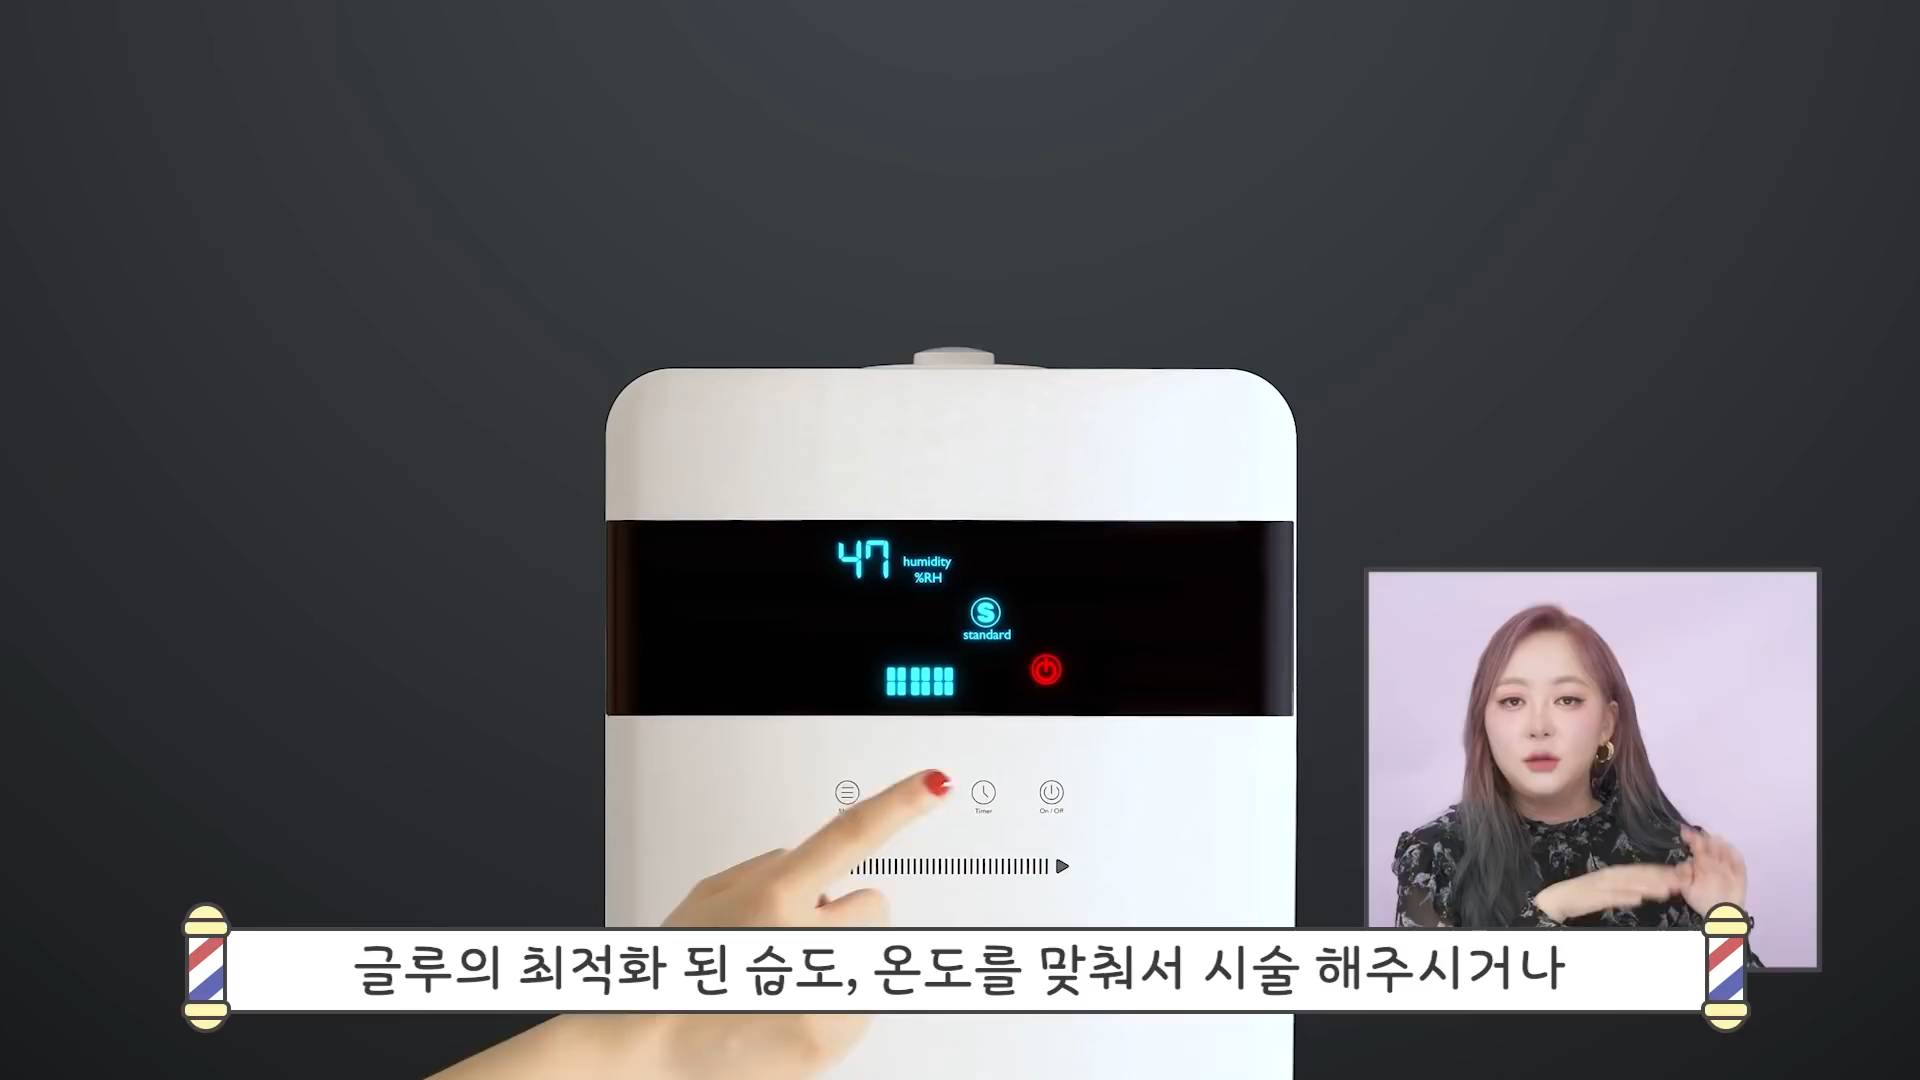 47 humidity
%RH
S
standard
Timer
On / Off
글루의 최적화 된 습도, 온도를 맞춰서 시술 해주시거나